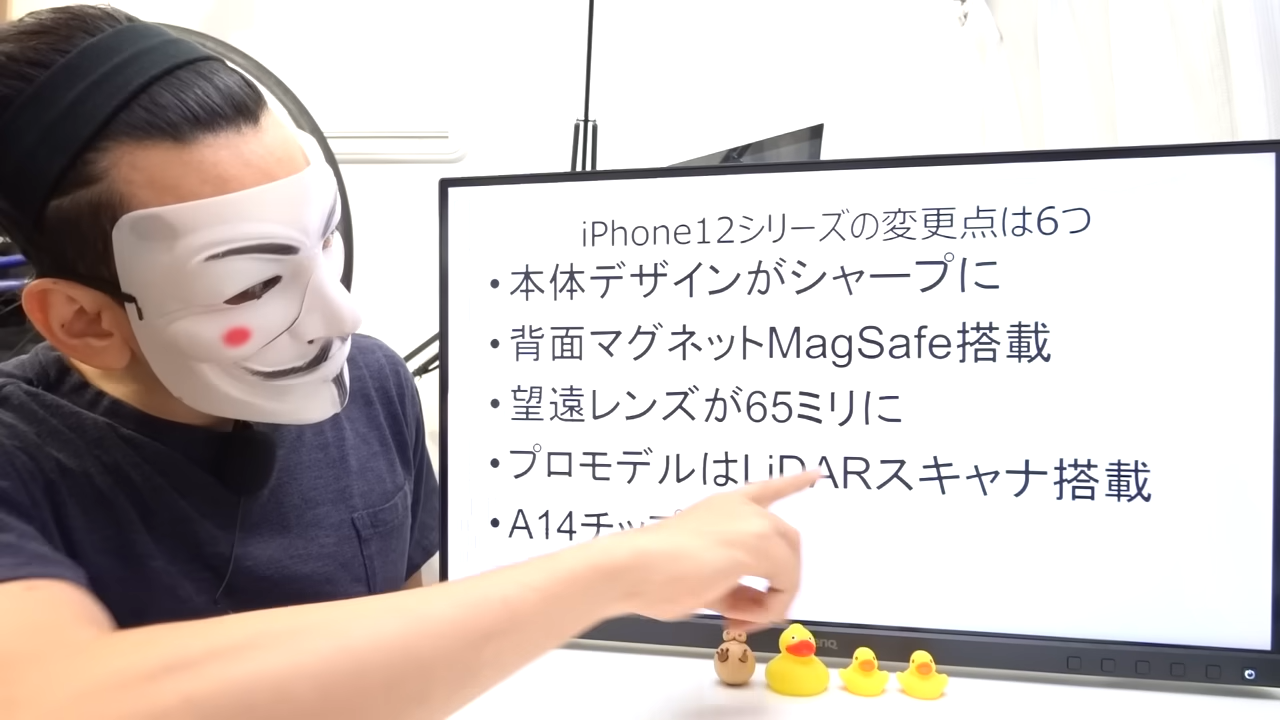 iPhone12シリーズの変更点は6つ
・本体デザインがシャープに
・背面マグネットMagSafe搭載
・望遠レンズが65ミリに
・プロモデルはLiDARスキャナ搭載
・A14チップ